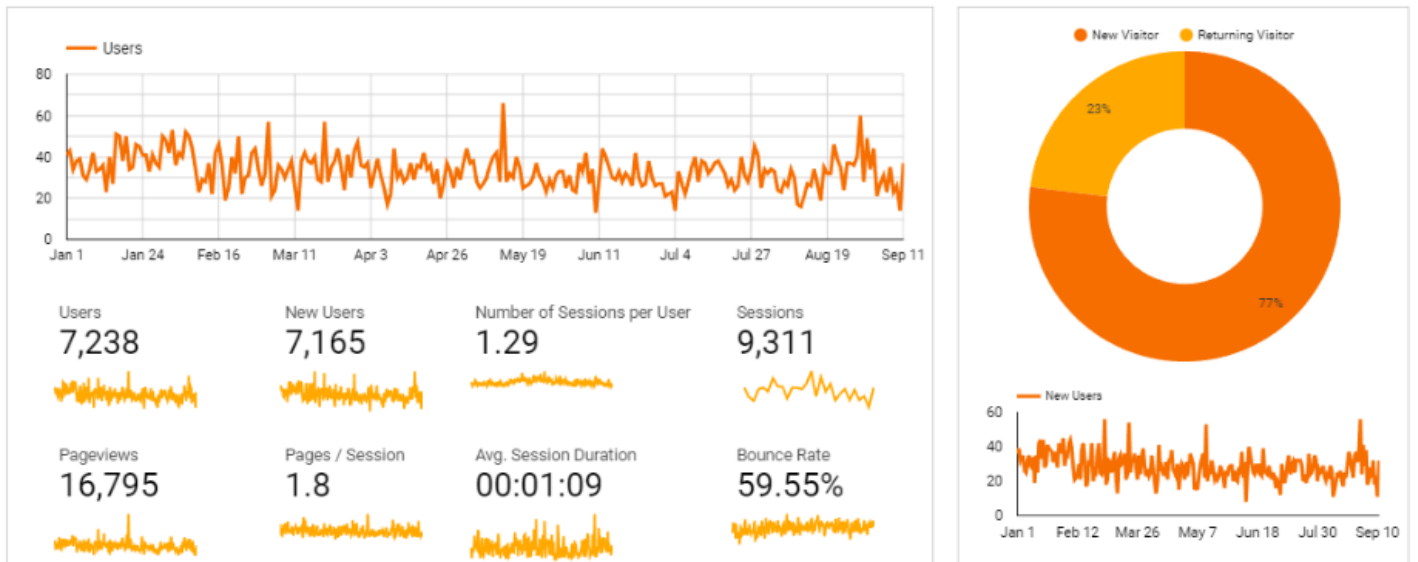 Users
80
60
40
20
0
Jan 1 Jan 24 Feb 16 Mar 11 Apr 3 Apr 26 May 19 Jun 11 Jul 4 Jul 27 Aug 19 Sep 11
Users New Users Number of Sessions per User Sessions
7,238 7,165 1.29 9,311
Pageviews Pages / Session Avg. Session Duration Bounce Rate
16,795 1.8 00:01:09 59.55%
New Visitor Returning Visitor
23%
77%
New Users
60
40
20
0
Jan 1 Feb 12 Mar 26 May 7 Jun 18 Jul 30 Sep 10